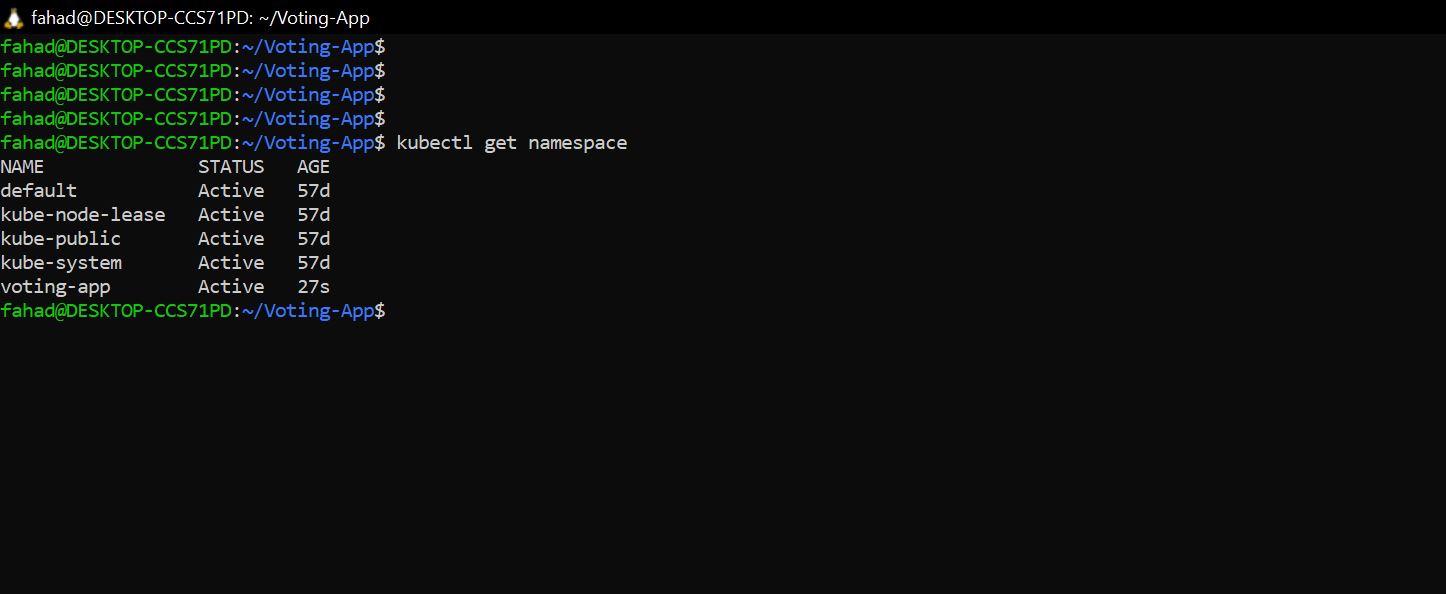 fahad@DESKTOP-CCS71PD: ~/Voting-App
fahad@DESKTOP-CCS71PD:~/Voting-App$
fahad@DESKTOP-CCS71PD:~/Voting-App$
fahad@DESKTOP-CCS71PD:~/Voting-App$
fahad@DESKTOP-CCS71PD:~/Voting-App$
fahad@DESKTOP-CCS71PD:~/Voting-App$ kubectl get namespace
NAME              STATUS   AGE
default           Active   57d
kube-node-lease   Active   57d
kube-public       Active   57d
kube-system       Active   57d
voting-app        Active   27s
fahad@DESKTOP-CCS71PD:~/Voting-App$